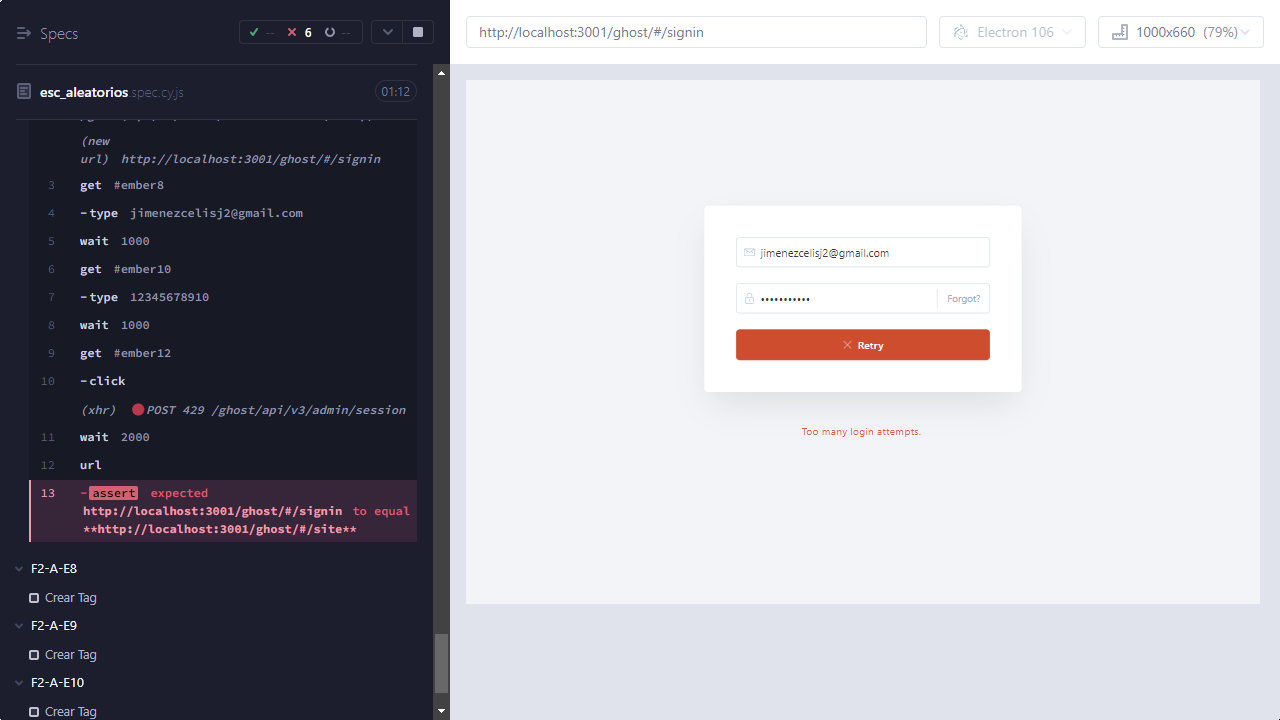 Specs
-- 6 --
http://localhost:3001/ghost/#/signin
Electron 106
1000x660 (79%)
esc_aleatorios.spec.cy.js
01:12
(new
url) http://localhost:3001/ghost/#/signin
3 get #ember8
4 -type jimenezcelisj2@gmail.com
5 wait 1000
6 get #ember10
7 -type 12345678910
8 wait 1000
9 get #ember12
10 -click
(xhr) POST 429 /ghost/api/v3/admin/session
11 wait 2000
12 url
13 -assert expected
http://localhost:3001/ghost/#/signin to equal
**http://localhost:3001/ghost/#/site**
F2-A-E8
Crear Tag
F2-A-E9
Crear Tag
F2-A-E10
Crear Tag
jimenezcelisj2@gmail.com
••••••••••• Forgot?
Retry
Too many login attempts.